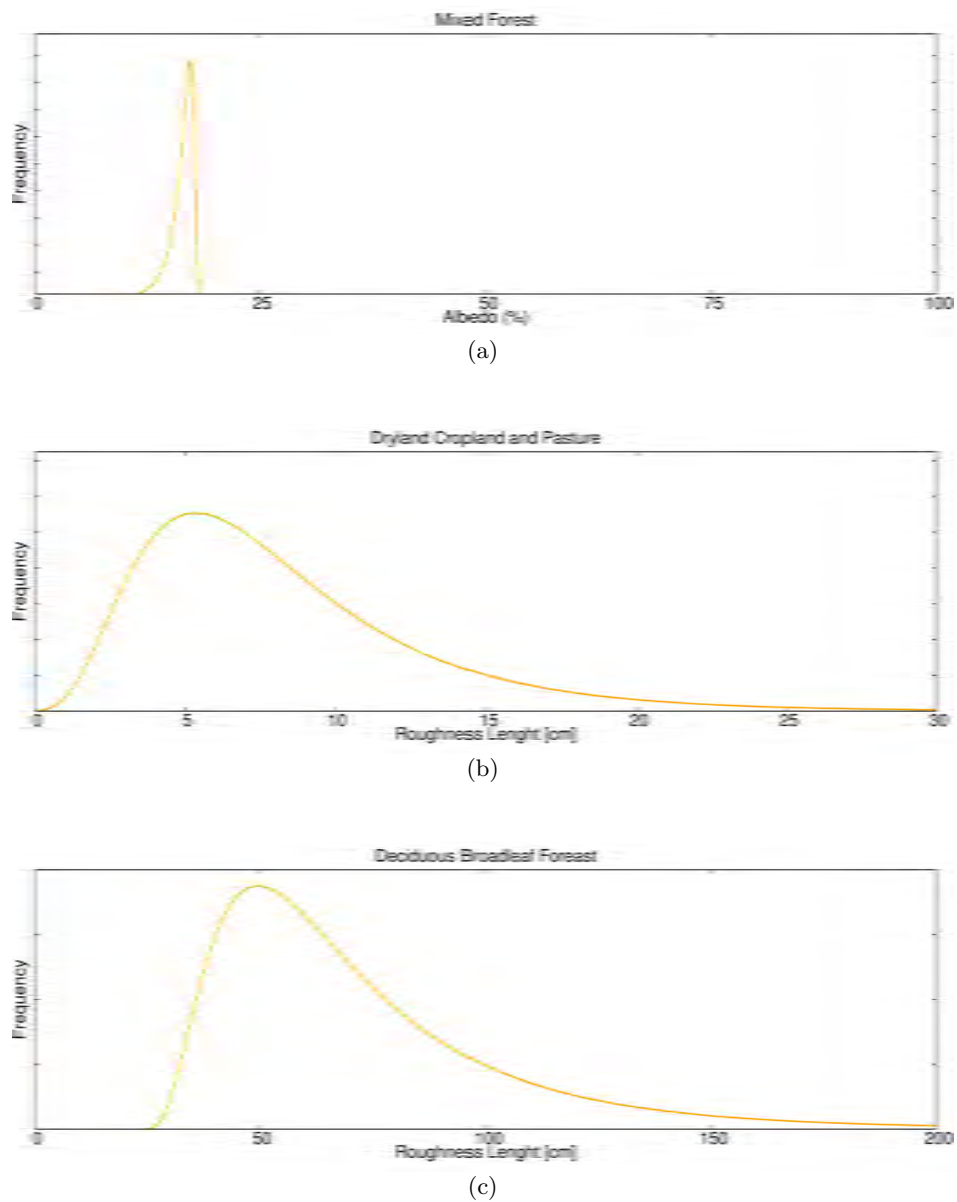 Mixed Forest
Frequency
0 25 50 75 100
Albedo (%)
(a)
Dryland Cropland and Pasture
Frequency
0 5 10 15 20 25 30
Roughness Lenght [cm]
(b)
Deciduous Broadleaf Foreast
Frequency
0 50 100 150 200
Roughness Lenght [cm]
(c)